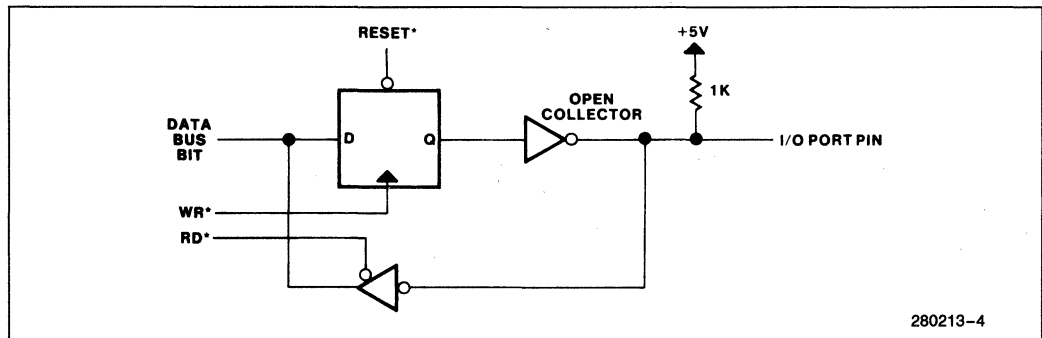 RESET*
+5V
1K
OPEN
COLLECTOR
DATA
BUS
BIT
D
Q
I/O PORT PIN
WR*
RD*
280213–4